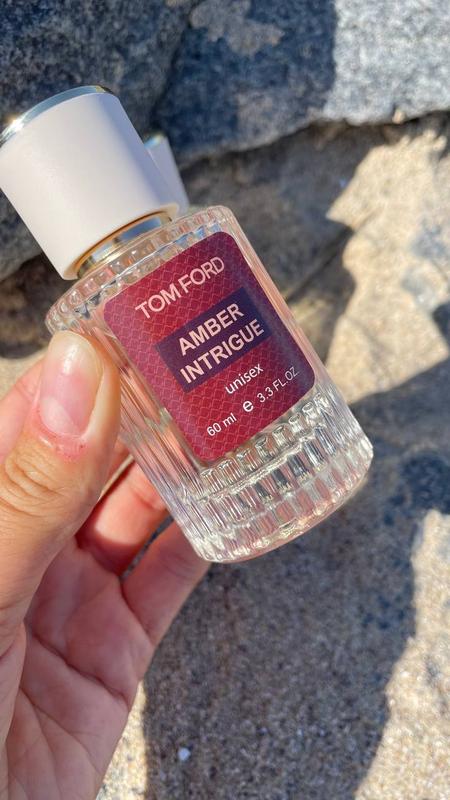 TOM FORD
AMBER
INTRIGUE
unisex
60 ml e 3.3 FL.OZ